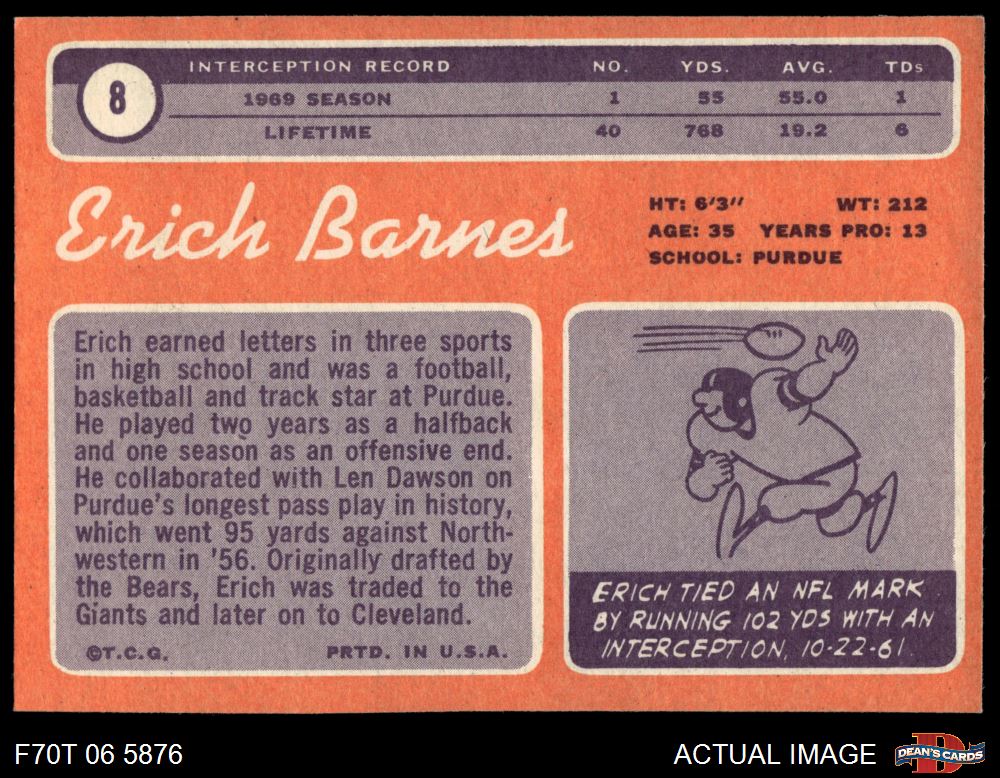 8
INTERCEPTION RECORD NO. YDS. AVG. TDs
1969 SEASON 1 55 55.0 1
LIFETIME 40 768 19.2 6
Erich Barnes
HT: 6'3" WT: 212
AGE: 35 YEARS PRO: 13
SCHOOL: PURDUE
Erich earned letters in three sports
in high school and was a football,
basketball and track star at Purdue.
He played two years as a halfback
and one season as an offensive end.
He collaborated with Len Dawson on
Purdue's longest pass play in history,
which went 95 yards against North-
western in '56. Originally drafted by
the Bears, Erich was traded to the
Giants and later on to Cleveland.
©T.C.G. PRTD. IN U.S.A.
ERICH TIED AN NFL MARK
BY RUNNING 102 YDS WITH AN
INTERCEPTION, 10-22-61.
F70T 06 5876
ACTUAL IMAGE
D
DEAN'S CARDS